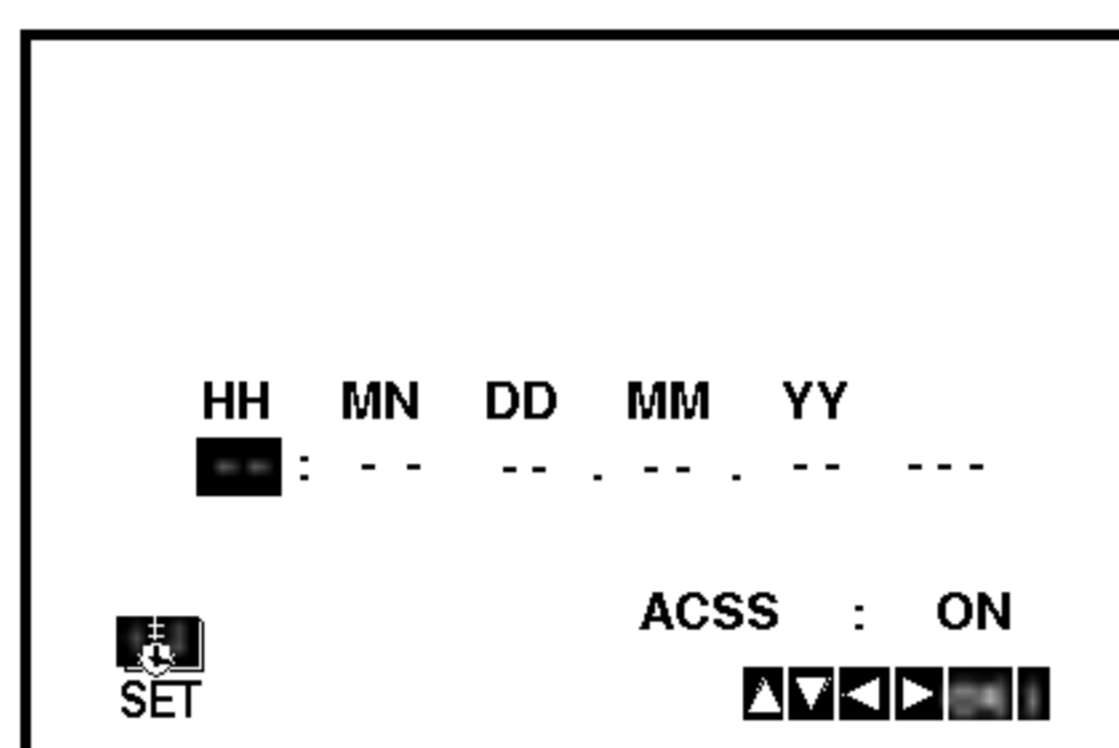 HH MN DD MM YY
-- : -- -- . -- . -- ---
ACSS : ON
SET